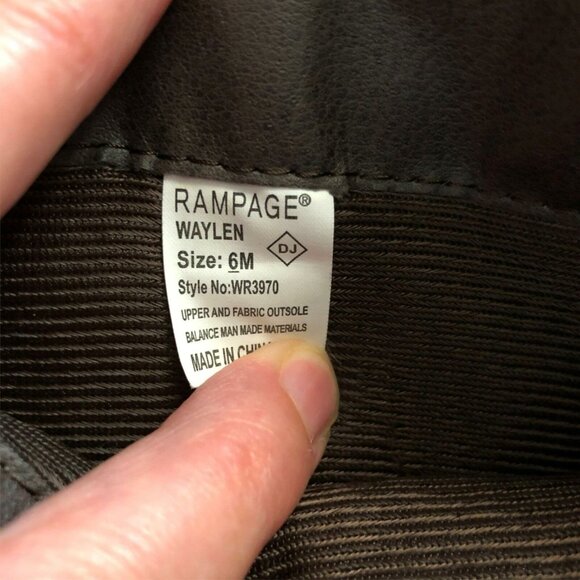 RAMPAGE®
WAYLEN
DJ
Size: 6M
Style No:WR3970
UPPER AND FABRIC OUTSOLE
BALANCE MAN MADE MATERIALS
MADE IN